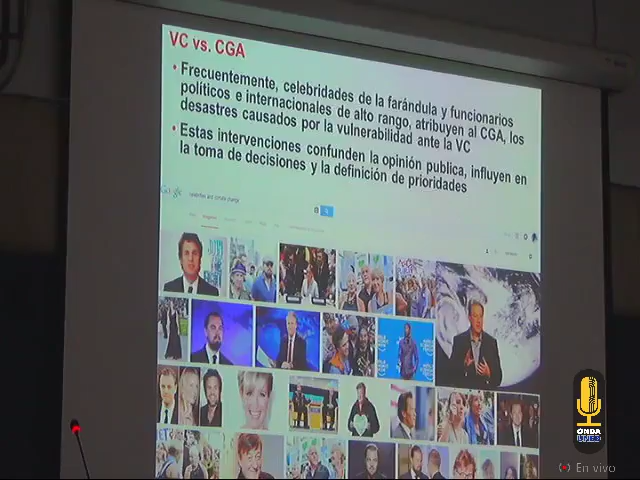 VC vs. CGA
• Frecuentemente, celebridades de la farándula y funcionarios
políticos e internacionales de alto rango, atribuyen al CGA, los
desastres causados por la vulnerabilidad ante la VC
• Estas intervenciones confunden la opinión publica, influyen en
la toma de decisiones y la definición de prioridades
Google
ONDA
UNED
En vivo